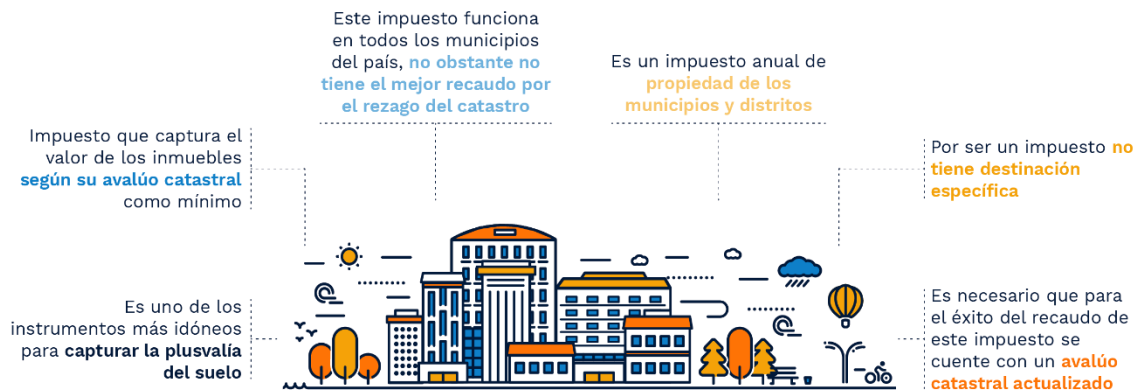 Este impuesto funciona
en todos los municipios
del país, no obstante no
tiene el mejor recaudo por
el rezago del catastro
Es un impuesto anual de
propiedad de los
municipios y distritos
Impuesto que captura el
valor de los inmuebles
según su avalúo catastral
como mínimo
Por ser un impuesto no
tiene destinación
específica
Es uno de los
instrumentos más idóneos
para capturar la plusvalía
del suelo
Es necesario que para
el éxito del recaudo de
este impuesto se
cuente con un avalúo
catastral actualizado